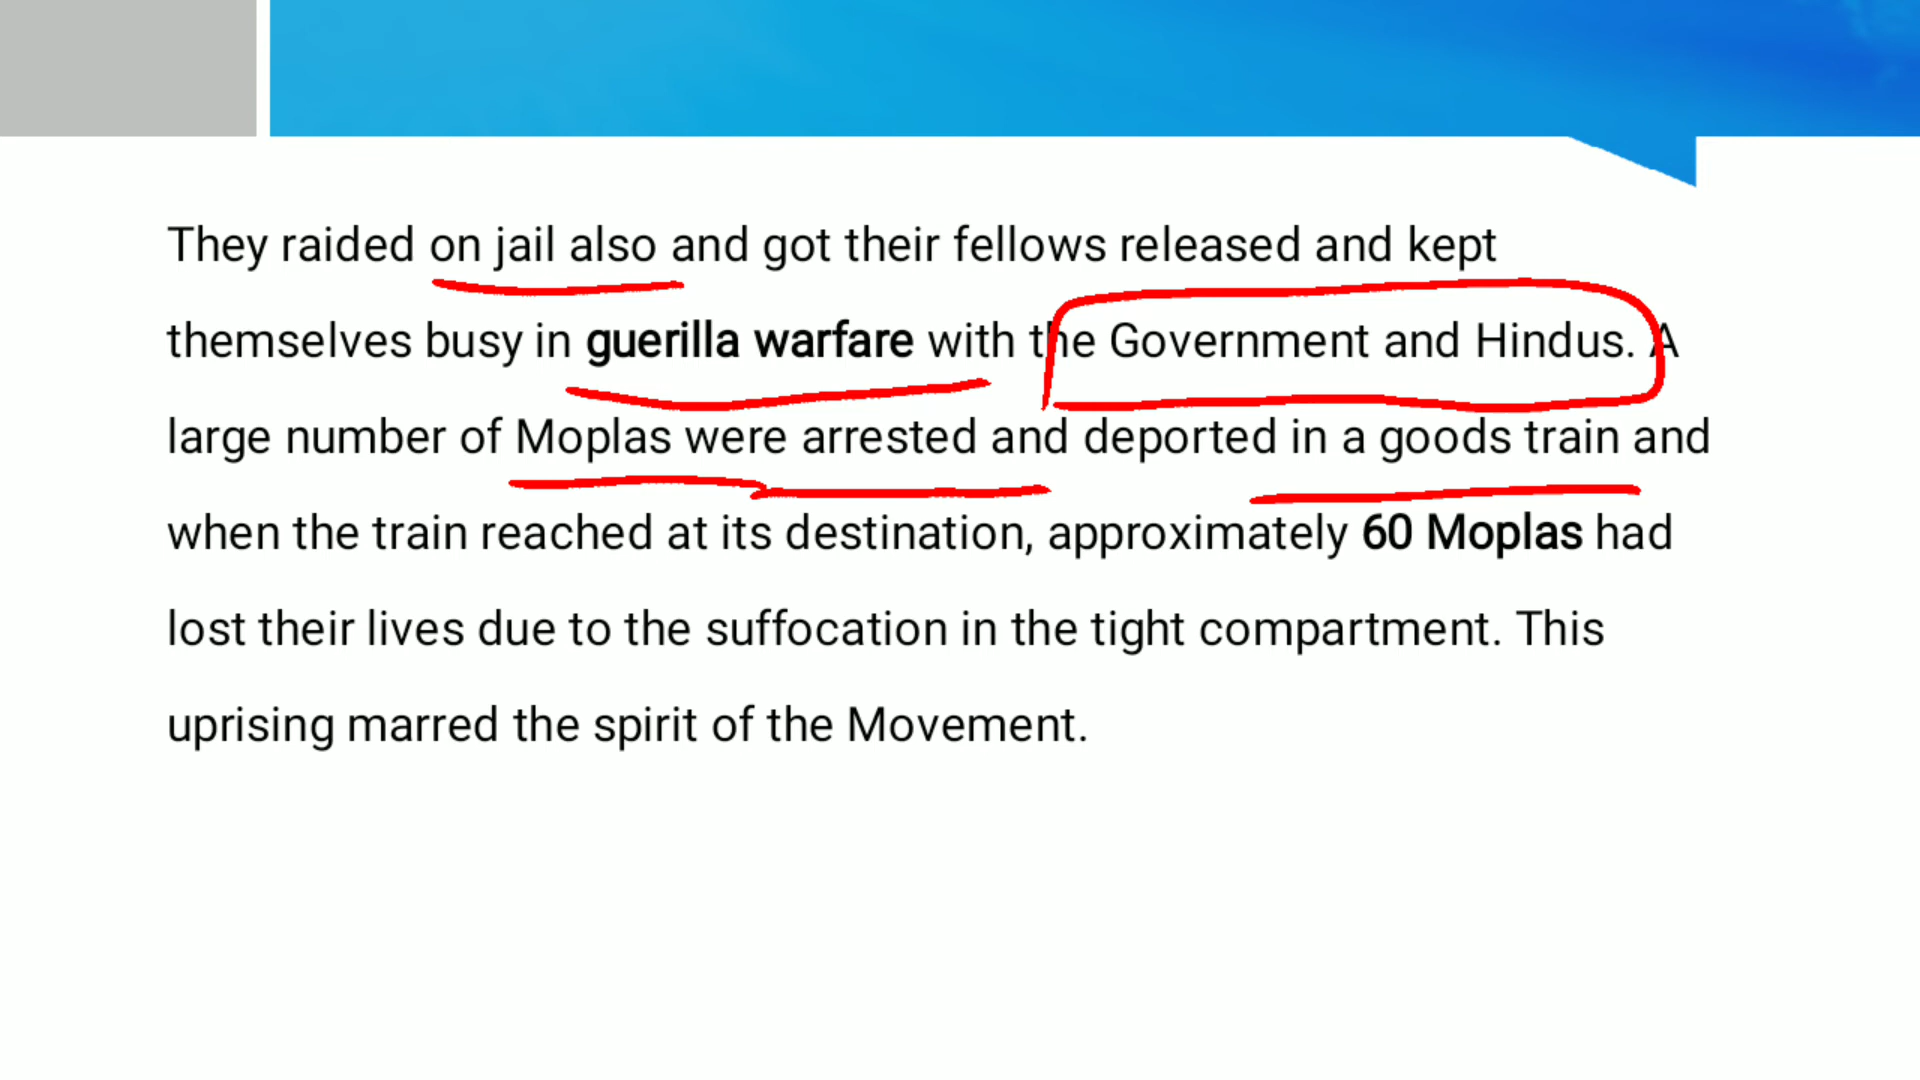 They raided on jail also and got their fellows released and kept
themselves busy in guerilla warfare with the Government and Hindus. A
large number of Moplas were arrested and deported in a goods train and
when the train reached at its destination, approximately 60 Moplas had
lost their lives due to the suffocation in the tight compartment. This
uprising marred the spirit of the Movement.